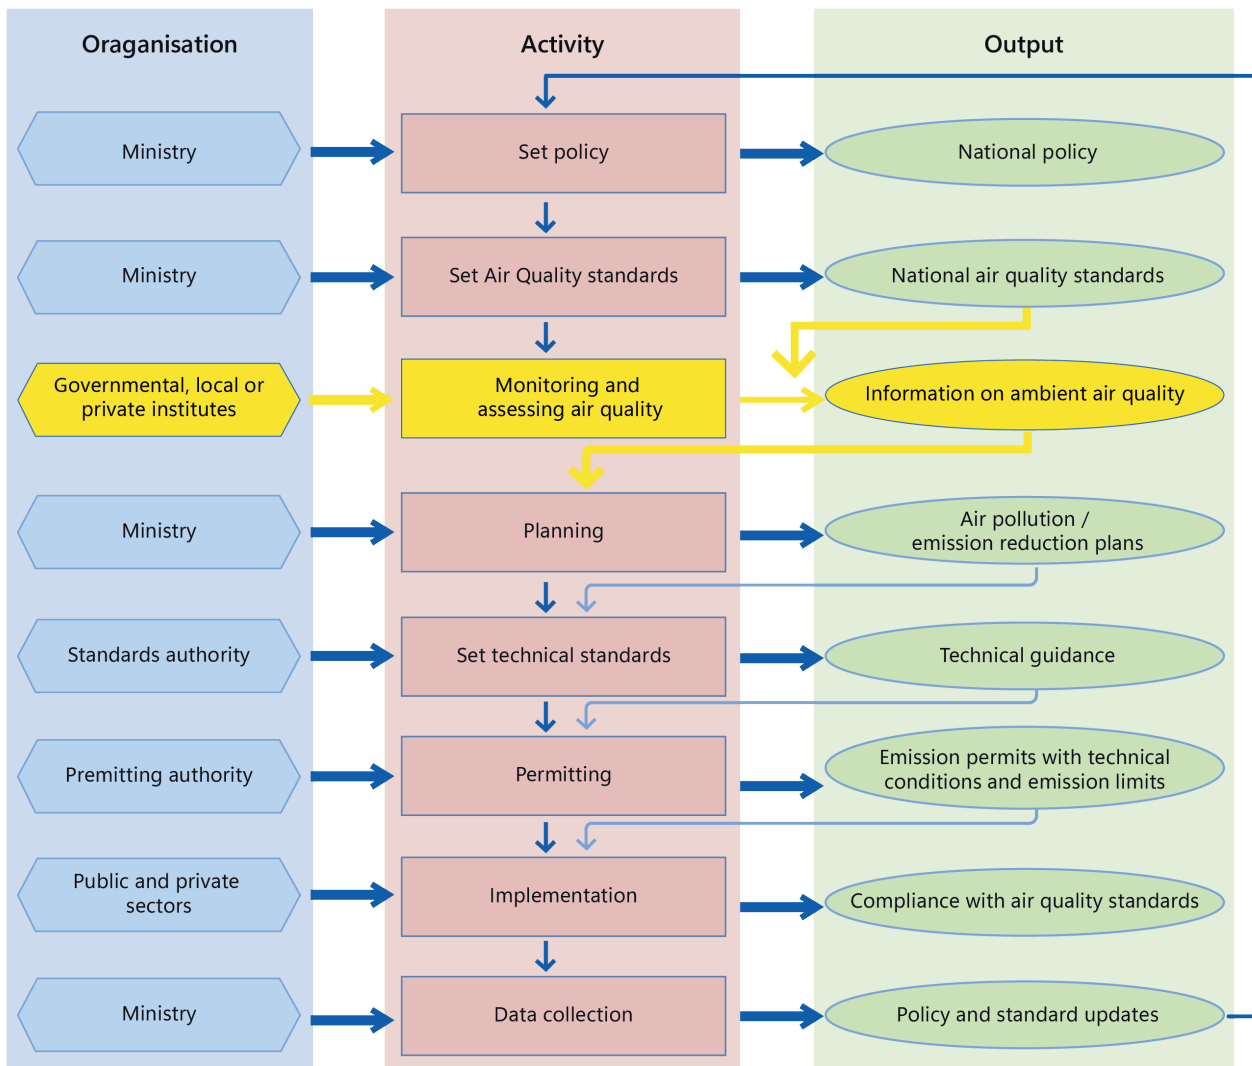 Oraganisation
Activity
Output
Ministry
Set policy
National policy
Ministry
Set Air Quality standards
National air quality standards
Governmental, local or
private institutes
Monitoring and
assessing air quality
Information on ambient air quality
Ministry
Planning
Air pollution /
emission reduction plans
Standards authority
Set technical standards
Technical guidance
Premitting authority
Permitting
Emission permits with technical
conditions and emission limits
Public and private
sectors
Implementation
Compliance with air quality standards
Ministry
Data collection
Policy and standard updates